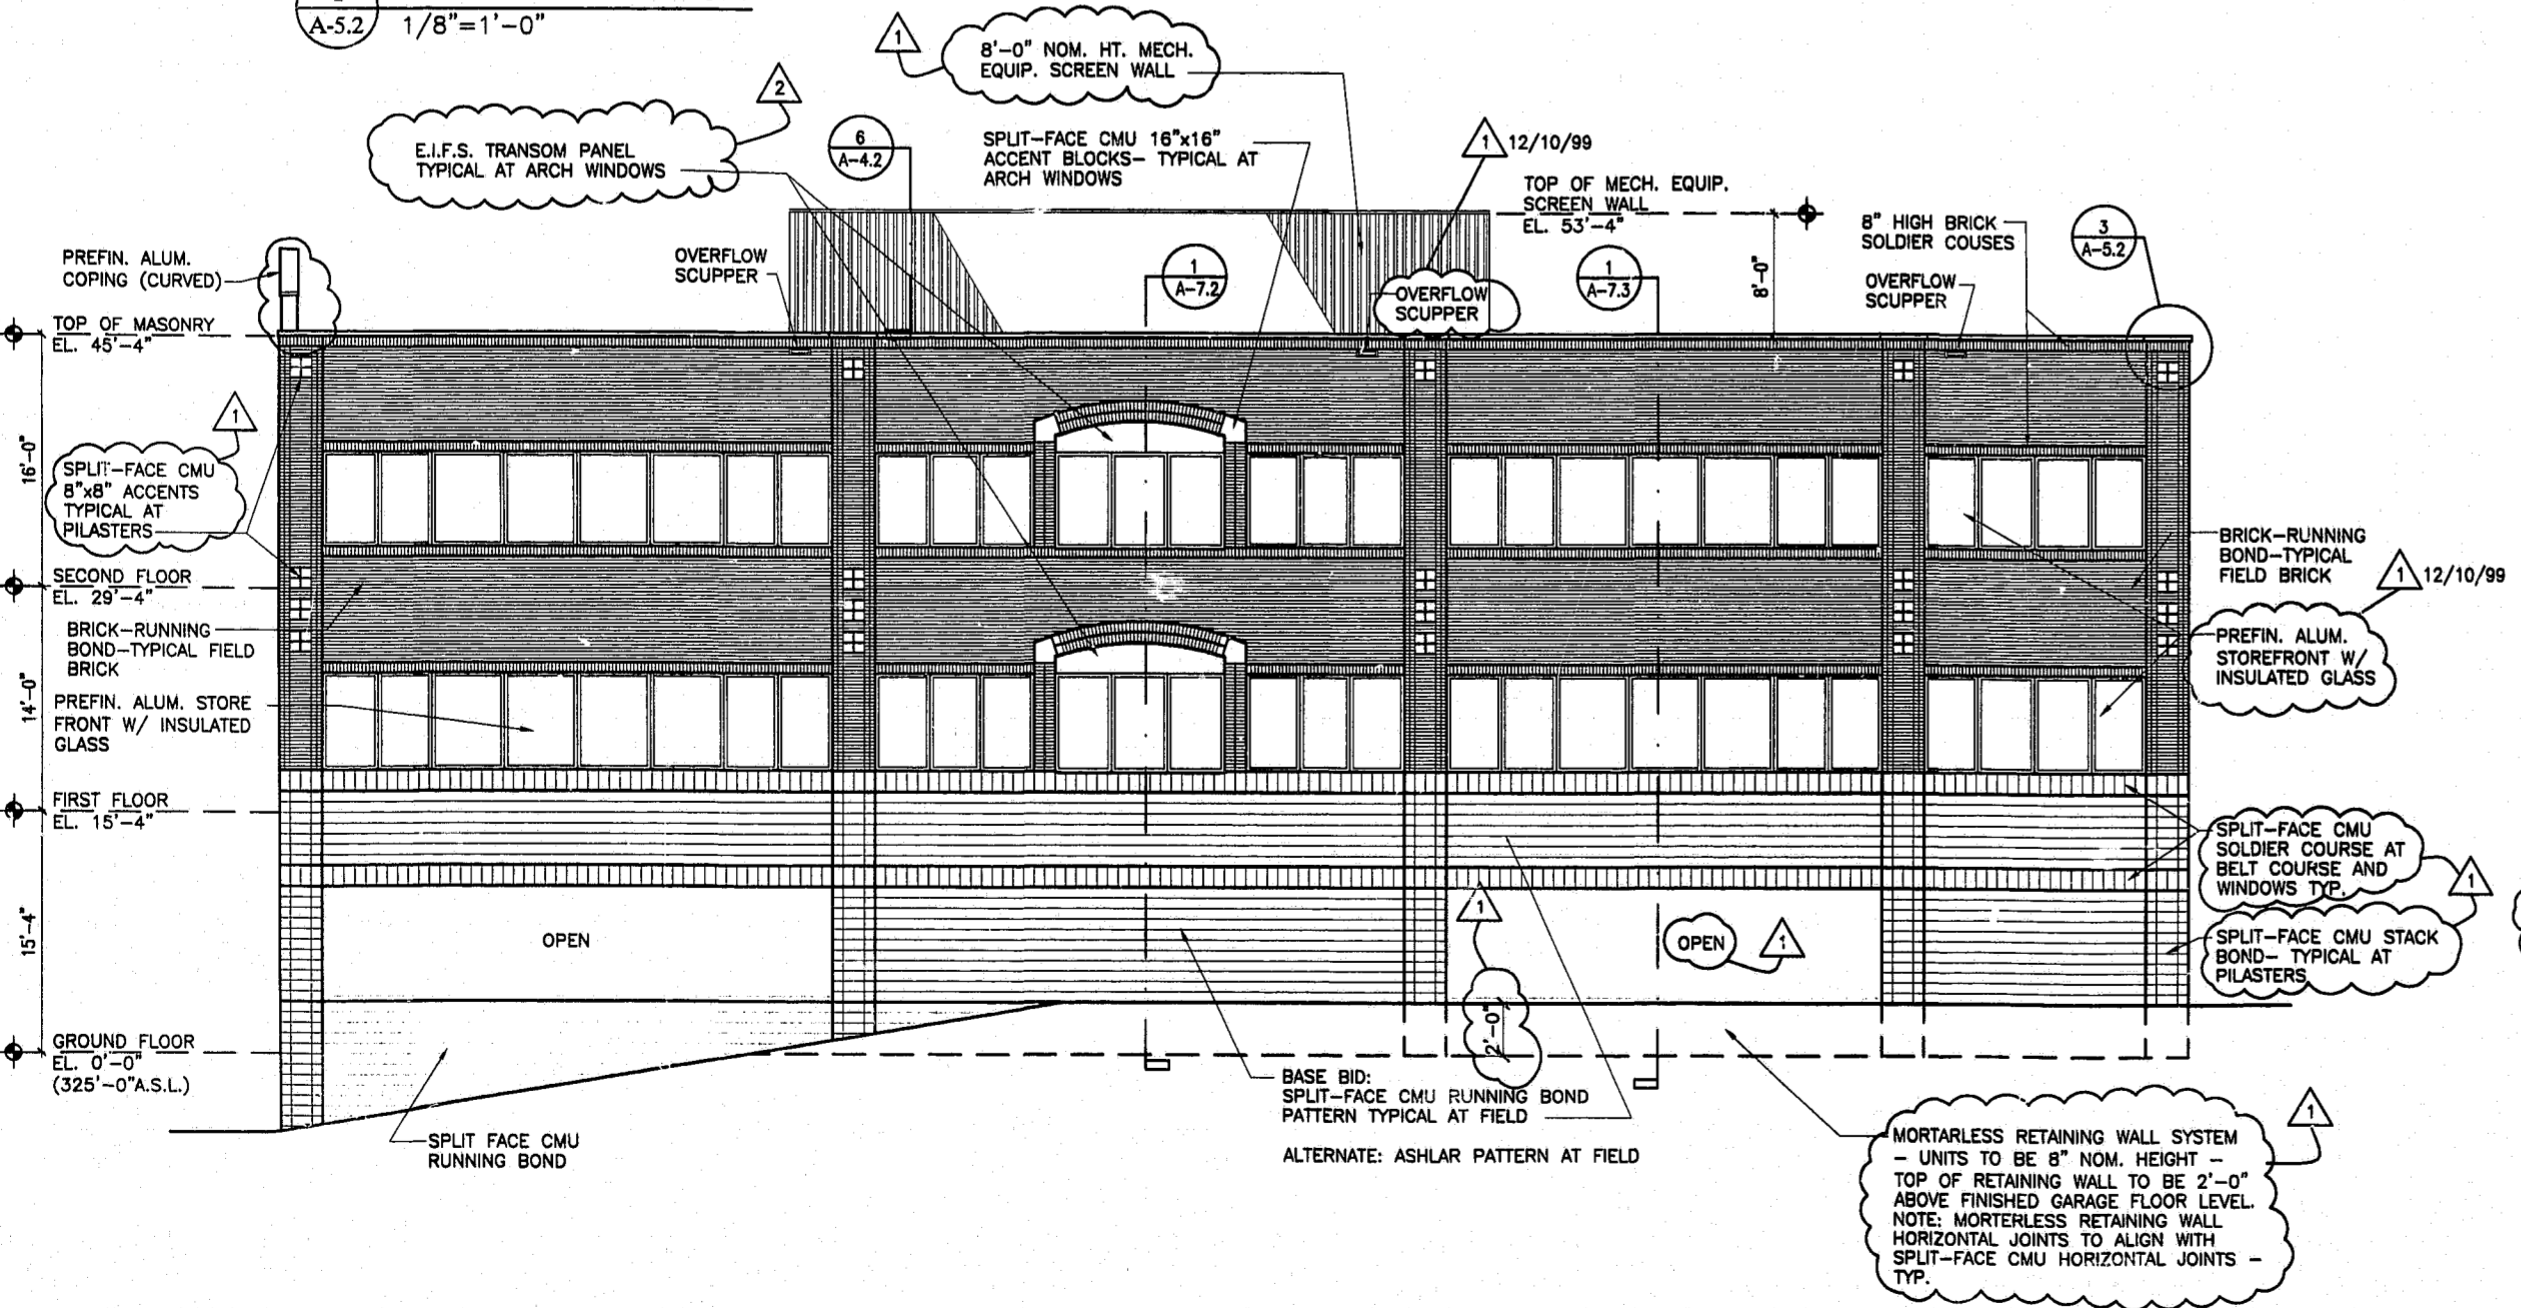 A-5.2
1/8"=1'-0"
1
8'-0" NOM. HT. MECH.
EQUIP. SCREEN WALL
2
E.I.F.S. TRANSOM PANEL
TYPICAL AT ARCH WINDOWS
6
A-4.2
SPLIT-FACE CMU 16"x16"
ACCENT BLOCKS- TYPICAL AT
ARCH WINDOWS
1 12/10/99
TOP OF MECH. EQUIP.
SCREEN WALL
EL. 53'-4"
8" HIGH BRICK
SOLDIER COUSES
3
A-5.2
PREFIN. ALUM.
COPING (CURVED)
OVERFLOW
SCUPPER
1
A-7.2
OVERFLOW
SCUPPER
1
A-7.3
8'-0"
OVERFLOW
SCUPPER
TOP OF MASONRY
EL. 45'-4"
1
16'-0"
SPLIT-FACE CMU
8"x8" ACCENTS
TYPICAL AT
PILASTERS
SECOND FLOOR
EL. 29'-4"
BRICK-RUNNING
BOND-TYPICAL FIELD
BRICK
14'-0"
PREFIN. ALUM. STORE
FRONT W/ INSULATED
GLASS
BRICK-RUNNING
BOND-TYPICAL
FIELD BRICK
1 12/10/99
PREFIN. ALUM.
STOREFRONT W/
INSULATED GLASS
FIRST FLOOR
EL. 15'-4"
SPLIT-FACE CMU
SOLDIER COURSE AT
BELT COURSE AND
WINDOWS TYP.
1
15'-4"
OPEN
1
OPEN
1
SPLIT-FACE CMU STACK
BOND- TYPICAL AT
PILASTERS
2'-0"
GROUND FLOOR
EL. 0'-0"
(325'-0"A.S.L.)
SPLIT FACE CMU
RUNNING BOND
BASE BID:
SPLIT-FACE CMU RUNNING BOND
PATTERN TYPICAL AT FIELD
ALTERNATE: ASHLAR PATTERN AT FIELD
1
MORTARLESS RETAINING WALL SYSTEM
- UNITS TO BE 8" NOM. HEIGHT -
TOP OF RETAINING WALL TO BE 2'-0"
ABOVE FINISHED GARAGE FLOOR LEVEL.
NOTE: MORTERLESS RETAINING WALL
HORIZONTAL JOINTS TO ALIGN WITH
SPLIT-FACE CMU HORIZONTAL JOINTS -
TYP.